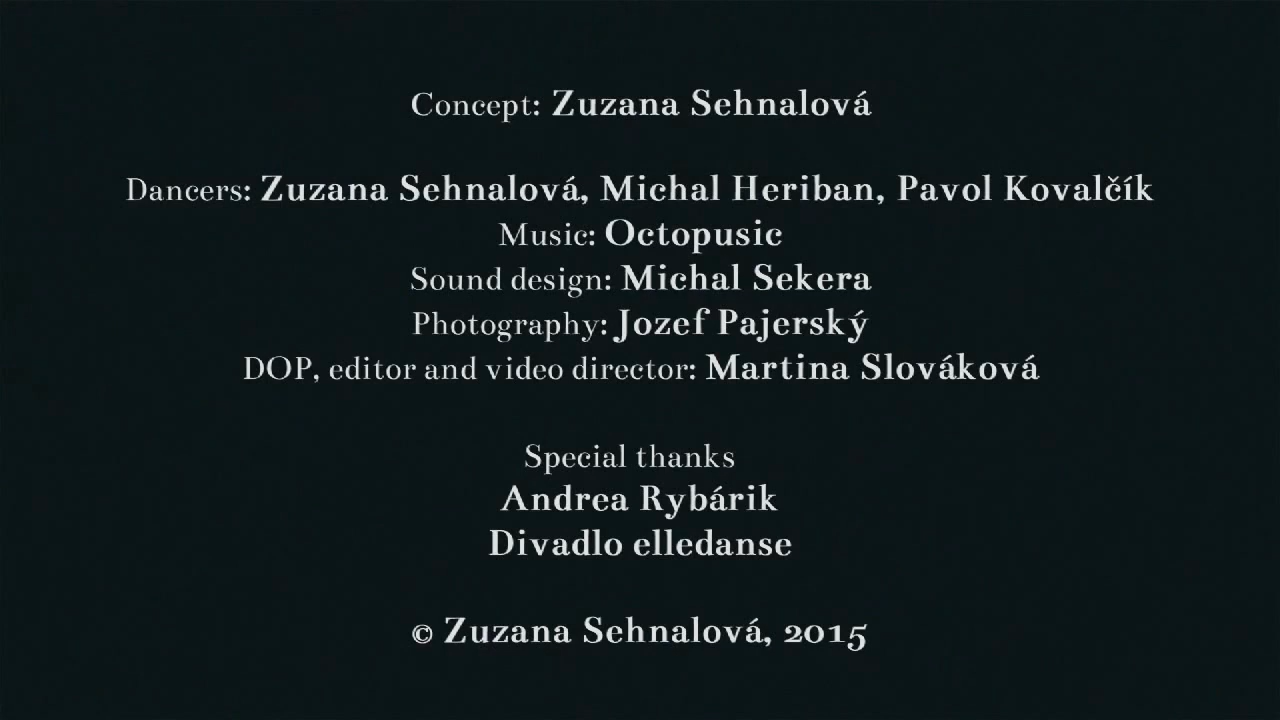 Concept: Zuzana Sehnalová
Dancers: Zuzana Sehnalová, Michal Heriban, Pavol Kovalčík
Music: Octopusic
Sound design: Michal Sekera
Photography: Jozef Pajerský
DOP, editor and video director: Martina Slováková
Special thanks
Andrea Rybárik
Divadlo elledanse
© Zuzana Sehnalová, 2015